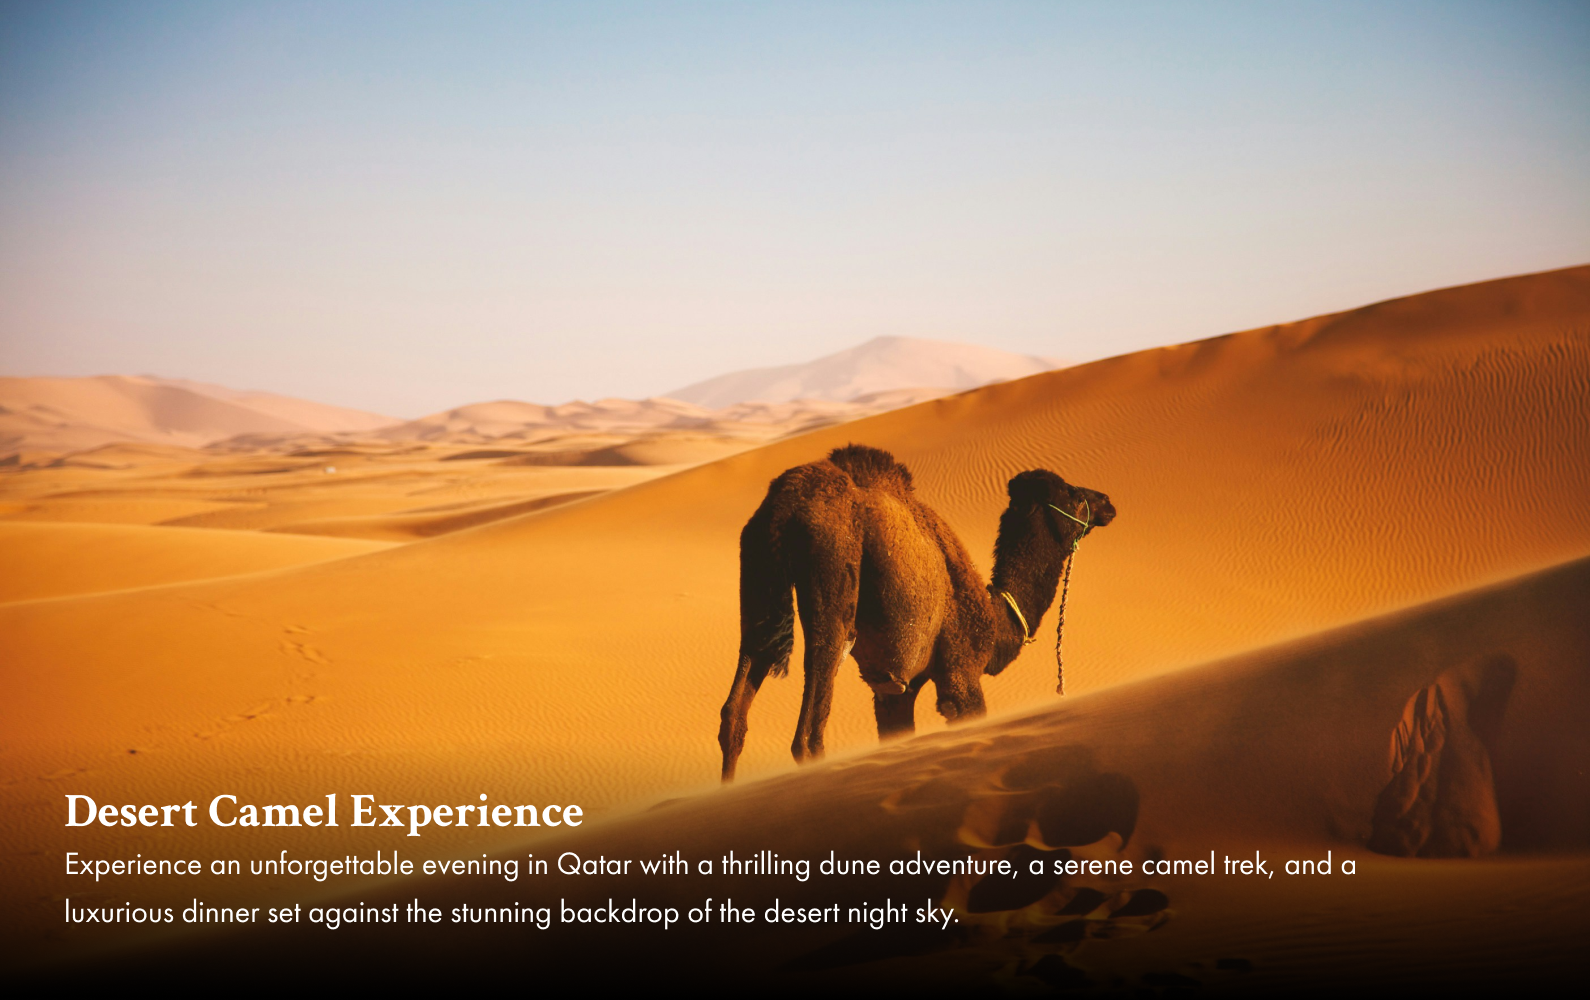 Desert Camel Experience
Experience an unforgettable evening in Qatar with a thrilling dune adventure, a serene camel trek, and a
luxurious dinner set against the stunning backdrop of the desert night sky.